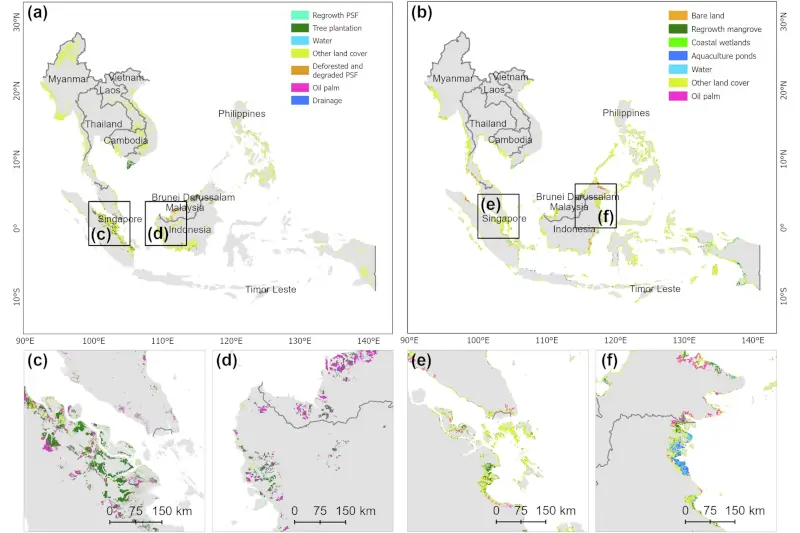 (a)
Regrowth PSF
Tree plantation
Water
Other land cover
Deforested and
degraded PSF
Oil palm
Drainage
Myanmar
Vietnam
Laos
Thailand
Cambodia
Philippines
Brunei Darussalam
Malaysia
Singapore
Indonesia
Timor Leste
(c)
(d)
30°N
20°N
10°N
0°
10°S
90°E
100°E
110°E
120°E
130°E
140°E
(b)
Bare land
Regrowth mangrove
Coastal wetlands
Aquaculture ponds
Water
Other land cover
Oil palm
Myanmar
Vietnam
Laos
Thailand
Cambodia
Philippines
Brunei Darussalam
Malaysia
Singapore
Indonesia
Timor Leste
(e)
(f)
30°N
20°N
10°N
0°
10°S
90°E
100°E
110°E
120°E
130°E
140°E
(c)
0 75 150 km
(d)
0 75 150 km
(e)
0 75 150 km
(f)
0 75 150 km